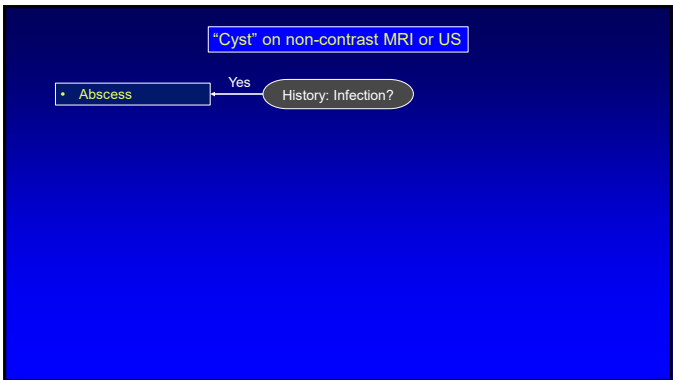 “Cyst” on non-contrast MRI or US
Yes
• Abscess
History: Infection?